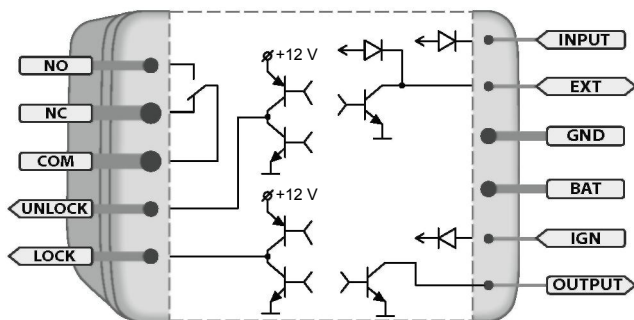 NO
NC
COM
UNLOCK
LOCK
+12 V
+12 V
INPUT
EXT
GND
BAT
IGN
OUTPUT